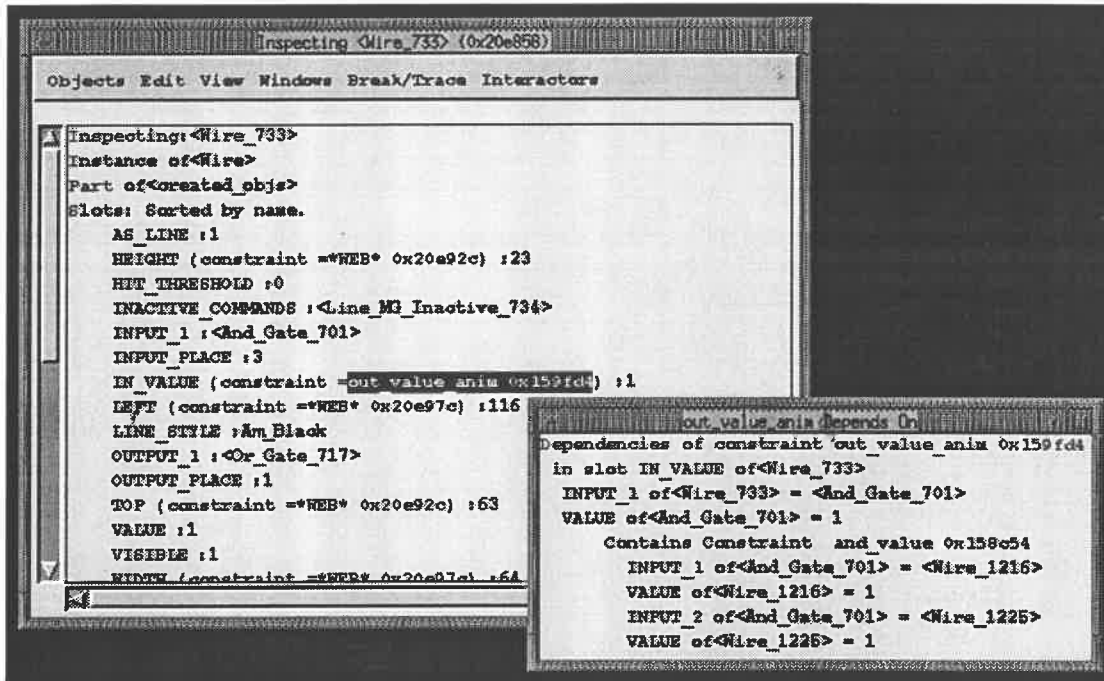 Inspecting <Wire_733> (0x20e858)
Objects Edit View Windows Break/Trace Interactors
Inspecting:<Wire_733>
Instance of<Wire>
Part of<created_objs>
Slots: Sorted by name.
AS_LINE :1
HEIGHT (constraint =*WEB* 0x20e92c) :23
HIT_THRESHOLD :0
INACTIVE_COMMANDS :<Line_MG_Inactive_734>
INPUT_1 :<And_Gate_701>
INPUT_PLACE :3
IN_VALUE (constraint =out_value_anim 0x159fd4) :1
LEFT (constraint =*WEB* 0x20e97c) :116
LINE_STYLE :Am_Black
OUTPUT_1 :<Or_Gate_717>
OUTPUT_PLACE :1
TOP (constraint =*WEB* 0x20e92c) :63
VALUE :1
VISIBLE :1
WIDTH (constraint =*WEB* 0x20e97c) :64
out_value_anim Depends On
Dependencies of constraint out_value_anim 0x159fd4
in slot IN_VALUE of<Wire_733>
INPUT_1 of<Wire_733> = <And_Gate_701>
VALUE of<And_Gate_701> = 1
Contains Constraint and_value 0x158c54
INPUT_1 of<And_Gate_701> = <Wire_1216>
VALUE of<Wire_1216> = 1
INPUT_2 of<And_Gate_701> = <Wire_1225>
VALUE of<Wire_1225> = 1